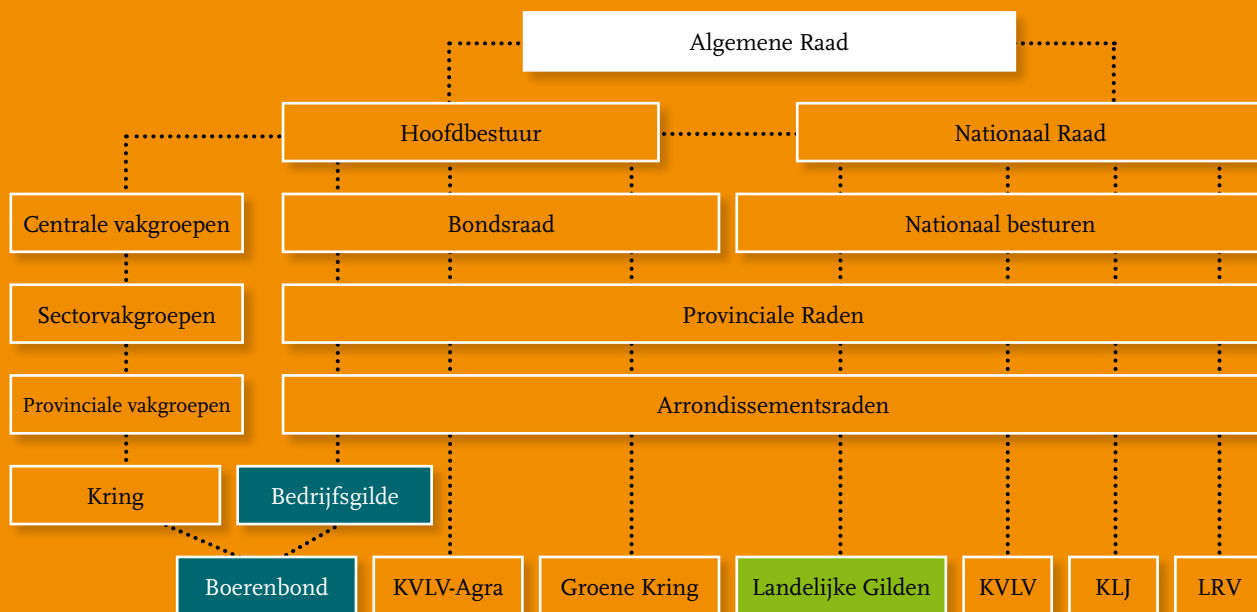 Algemene Raad
Hoofdbestuur
Nationaal Raad
Centrale vakgroepen
Bondsraad
Nationaal besturen
Sectorvakgroepen
Provinciale Raden
Provinciale vakgroepen
Arrondissementsraden
Kring
Bedrijfsgilde
Boerenbond
KVLV-Agra
Groene Kring
Landelijke Gilden
KVLV
KLJ
LRV